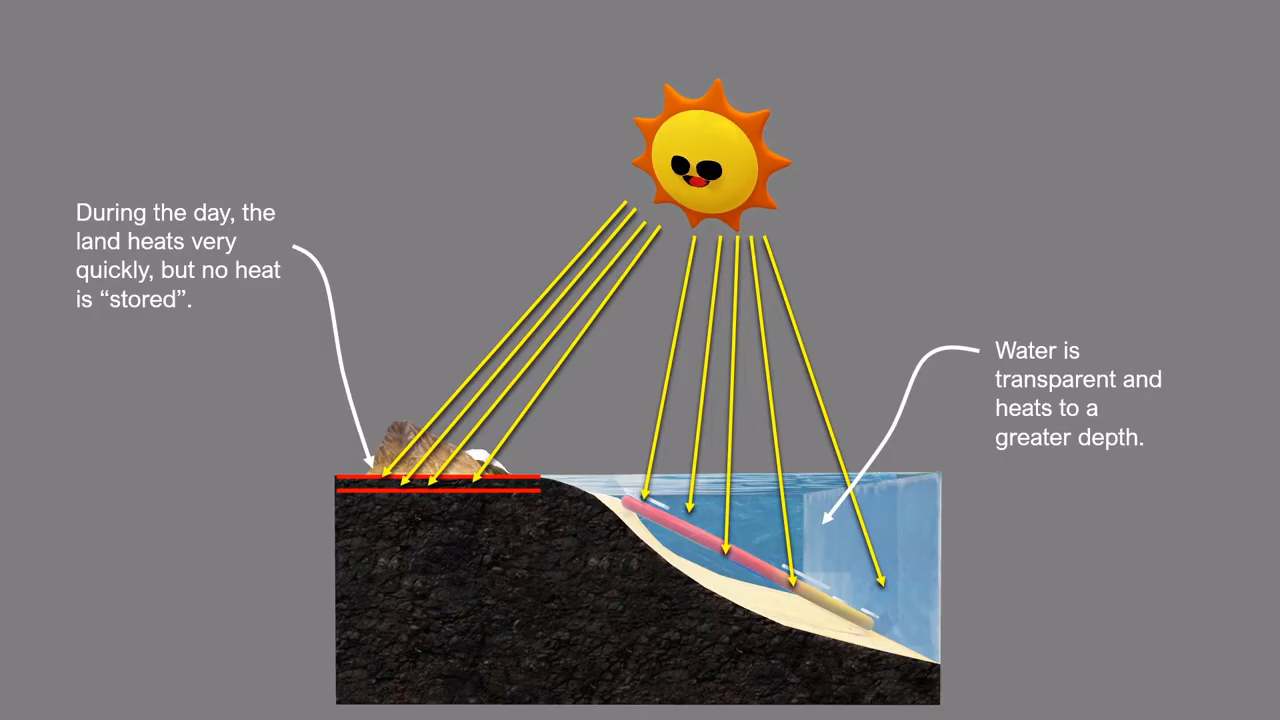 During the day, the
land heats very
quickly, but no heat
is “stored”.
Water is
transparent and
heats to a
greater depth.